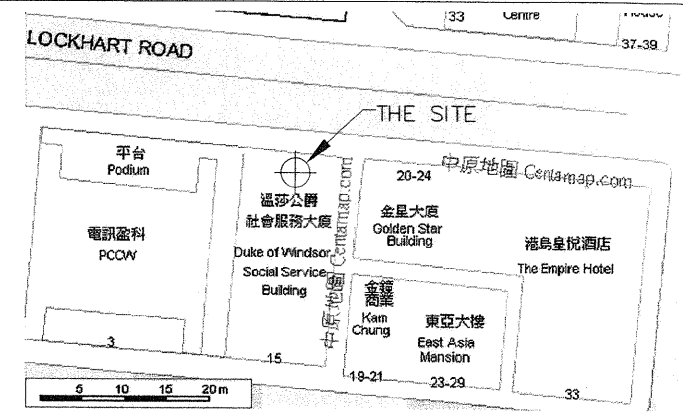 33
Centre
37-39
LOCKHART ROAD
THE SITE
中原地圖 Centamap.com
平台
Podium
20-24
溫莎公爵
社會服務大廈
金星大廈
Golden Star
Building
電訊盈科
PCCW
港島皇悅酒店
The Empire Hotel
Duke of Windsor
Social Service
Building
中原地圖 Centamap.com
金鐘
商業
Kam
Chung
東亞大樓
East Asia
Mansion
3
15
19-21
23-29
33
5 10 15 20 m